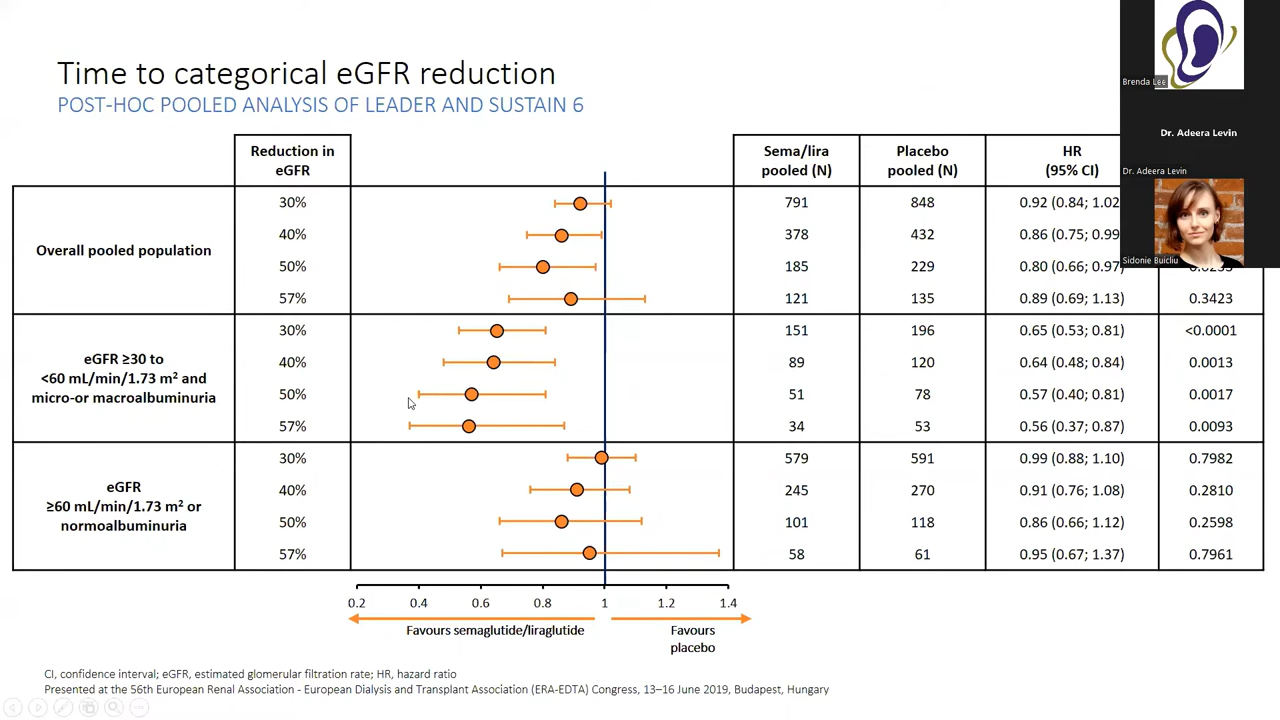 Time to categorical eGFR reduction
POST-HOC POOLED ANALYSIS OF LEADER AND SUSTAIN 6
Brenda Lee
Dr. Adeera Levin
Dr. Adeera Levin
Sidonie Buicliu
Reduction in
eGFR
Sema/lira
pooled (N)
Placebo
pooled (N)
HR
(95% CI)
Overall pooled population
30% 791 848 0.92 (0.84; 1.02
40% 378 432 0.86 (0.75; 0.99
50% 185 229 0.80 (0.66; 0.97)
57% 121 135 0.89 (0.69; 1.13) 0.3423
eGFR ≥30 to
<60 mL/min/1.73 m² and
micro-or macroalbuminuria
30% 151 196 0.65 (0.53; 0.81) <0.0001
40% 89 120 0.64 (0.48; 0.84) 0.0013
50% 51 78 0.57 (0.40; 0.81) 0.0017
57% 34 53 0.56 (0.37; 0.87) 0.0093
eGFR
≥60 mL/min/1.73 m² or
normoalbuminuria
30% 579 591 0.99 (0.88; 1.10) 0.7982
40% 245 270 0.91 (0.76; 1.08) 0.2810
50% 101 118 0.86 (0.66; 1.12) 0.2598
57% 58 61 0.95 (0.67; 1.37) 0.7961
0.2 0.4 0.6 0.8 1 1.2 1.4
Favours semaglutide/liraglutide
Favours
placebo
CI, confidence interval; eGFR, estimated glomerular filtration rate; HR, hazard ratio
Presented at the 56th European Renal Association - European Dialysis and Transplant Association (ERA-EDTA) Congress, 13–16 June 2019, Budapest, Hungary